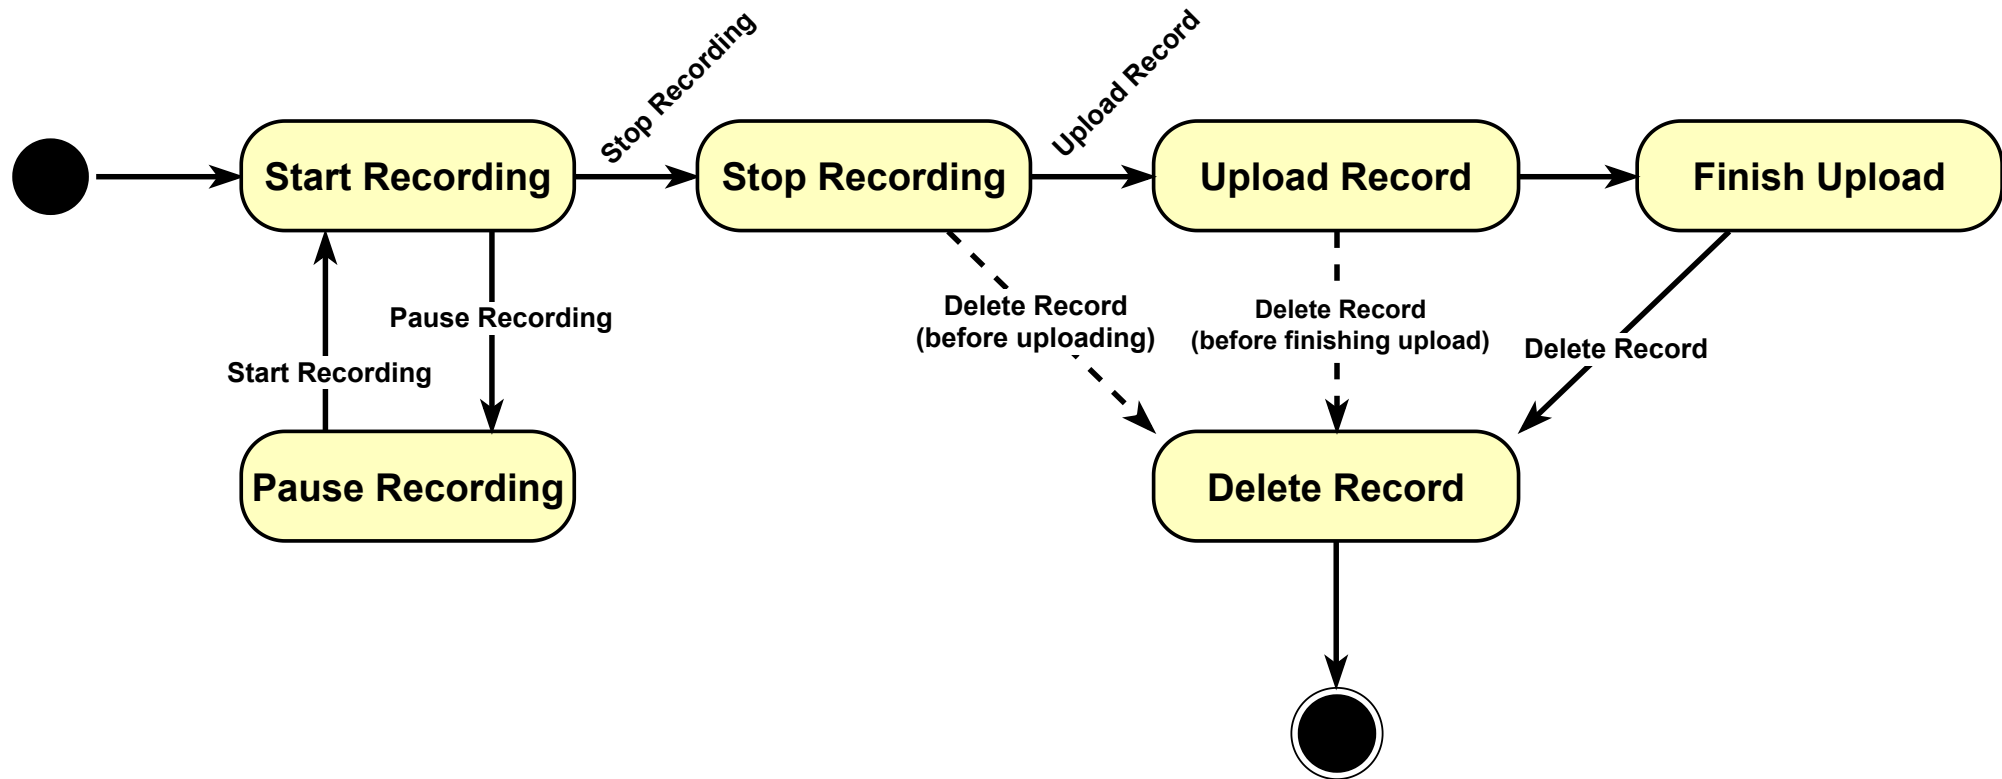 Stop Recording
Upload Record
Start Recording
Stop Recording
Upload Record
Finish Upload
Pause Recording
Start Recording
Delete Record
(before uploading)
Delete Record
(before finishing upload)
Delete Record
Pause Recording
Delete Record